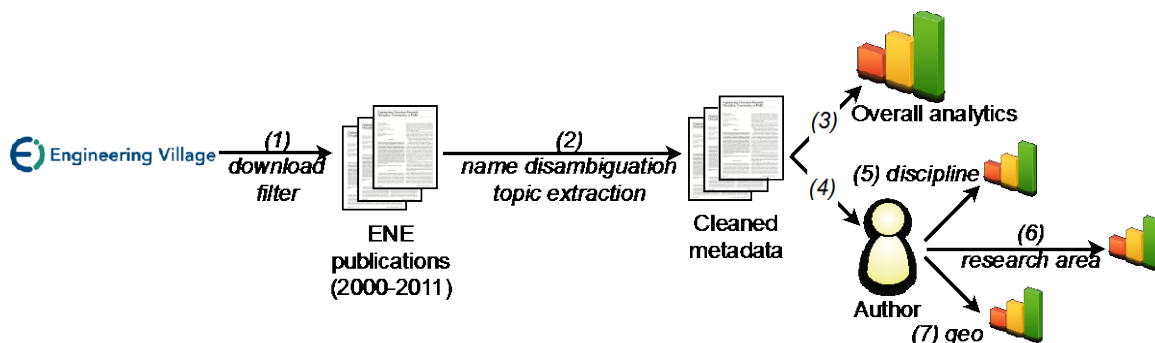 Engineering Village
(1)
download
filter
ENE
publications
(2000-2011)
(2)
name disambiguation
topic extraction
Cleaned
metadata
(3)
Overall analytics
(4)
Author
(5) discipline
(6)
research area
(7) geo